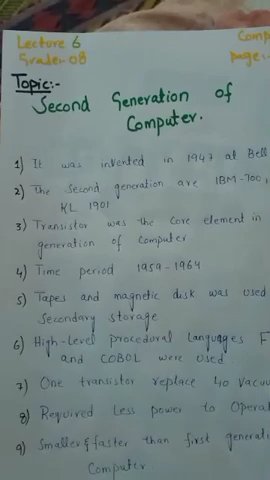 Lecture 6
Comp
Grade:-08
page:-
Topic:-
Second Generation of
Computer.
1) It was invented in 1947 at Bell
2) The Second generation are IBM-700,
KL 1901
3) Transistor was the core element in
generation of Computer
4) Time period 1959-1964
5) Tapes and magnetic disk was used
Secondary storage
6) High-Level procedural languages F
and COBOL were used.
7) One transistor replace 40 vacuu
8) Required Less power to Opera
9) Smaller & faster than first generati
Computer.